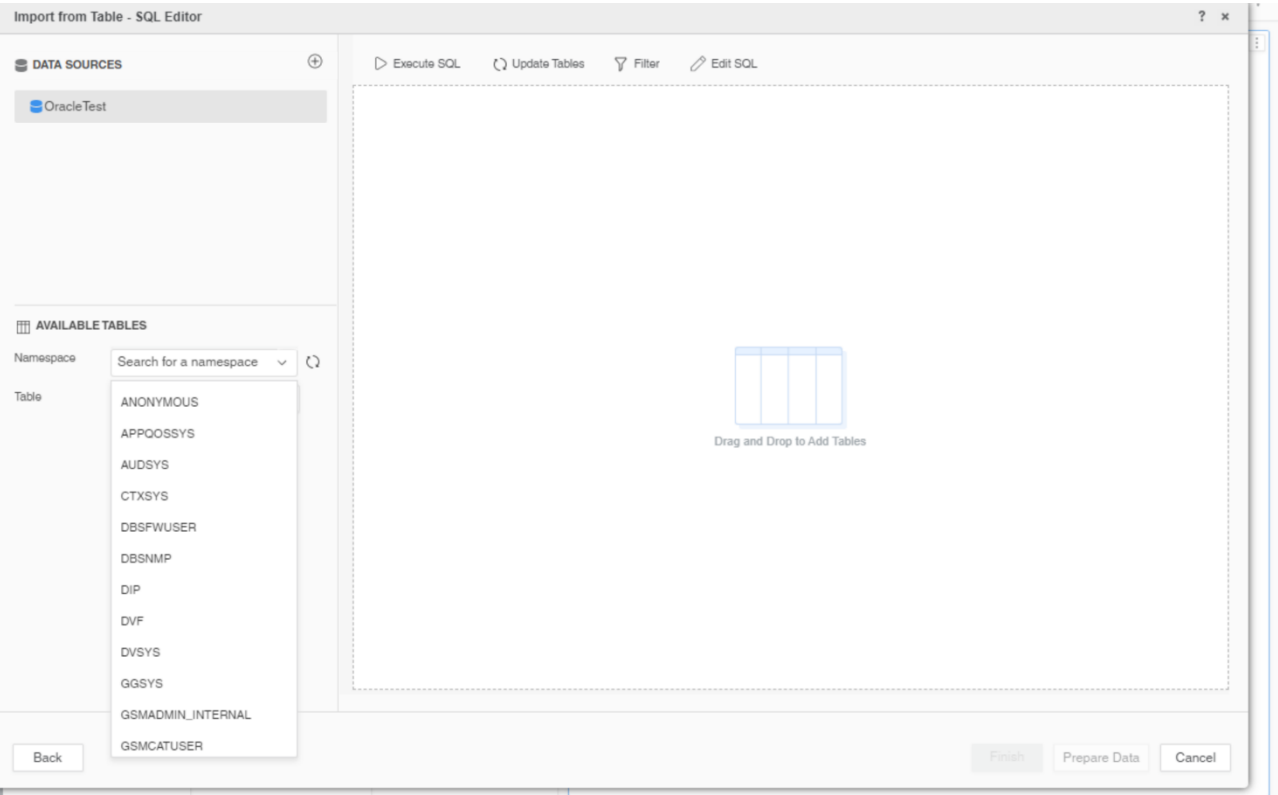 Import from Table - SQL Editor
? ×
DATA SOURCES
OracleTest
Execute SQL Update Tables Filter Edit SQL
Drag and Drop to Add Tables
AVAILABLE TABLES
Namespace Search for a namespace
Table
ANONYMOUS
APPQOSSYS
AUDSYS
CTXSYS
DBSFWUSER
DBSNMP
DIP
DVF
DVSYS
GGSYS
GSMADMIN_INTERNAL
GSMCATUSER
Back Finish Prepare Data Cancel